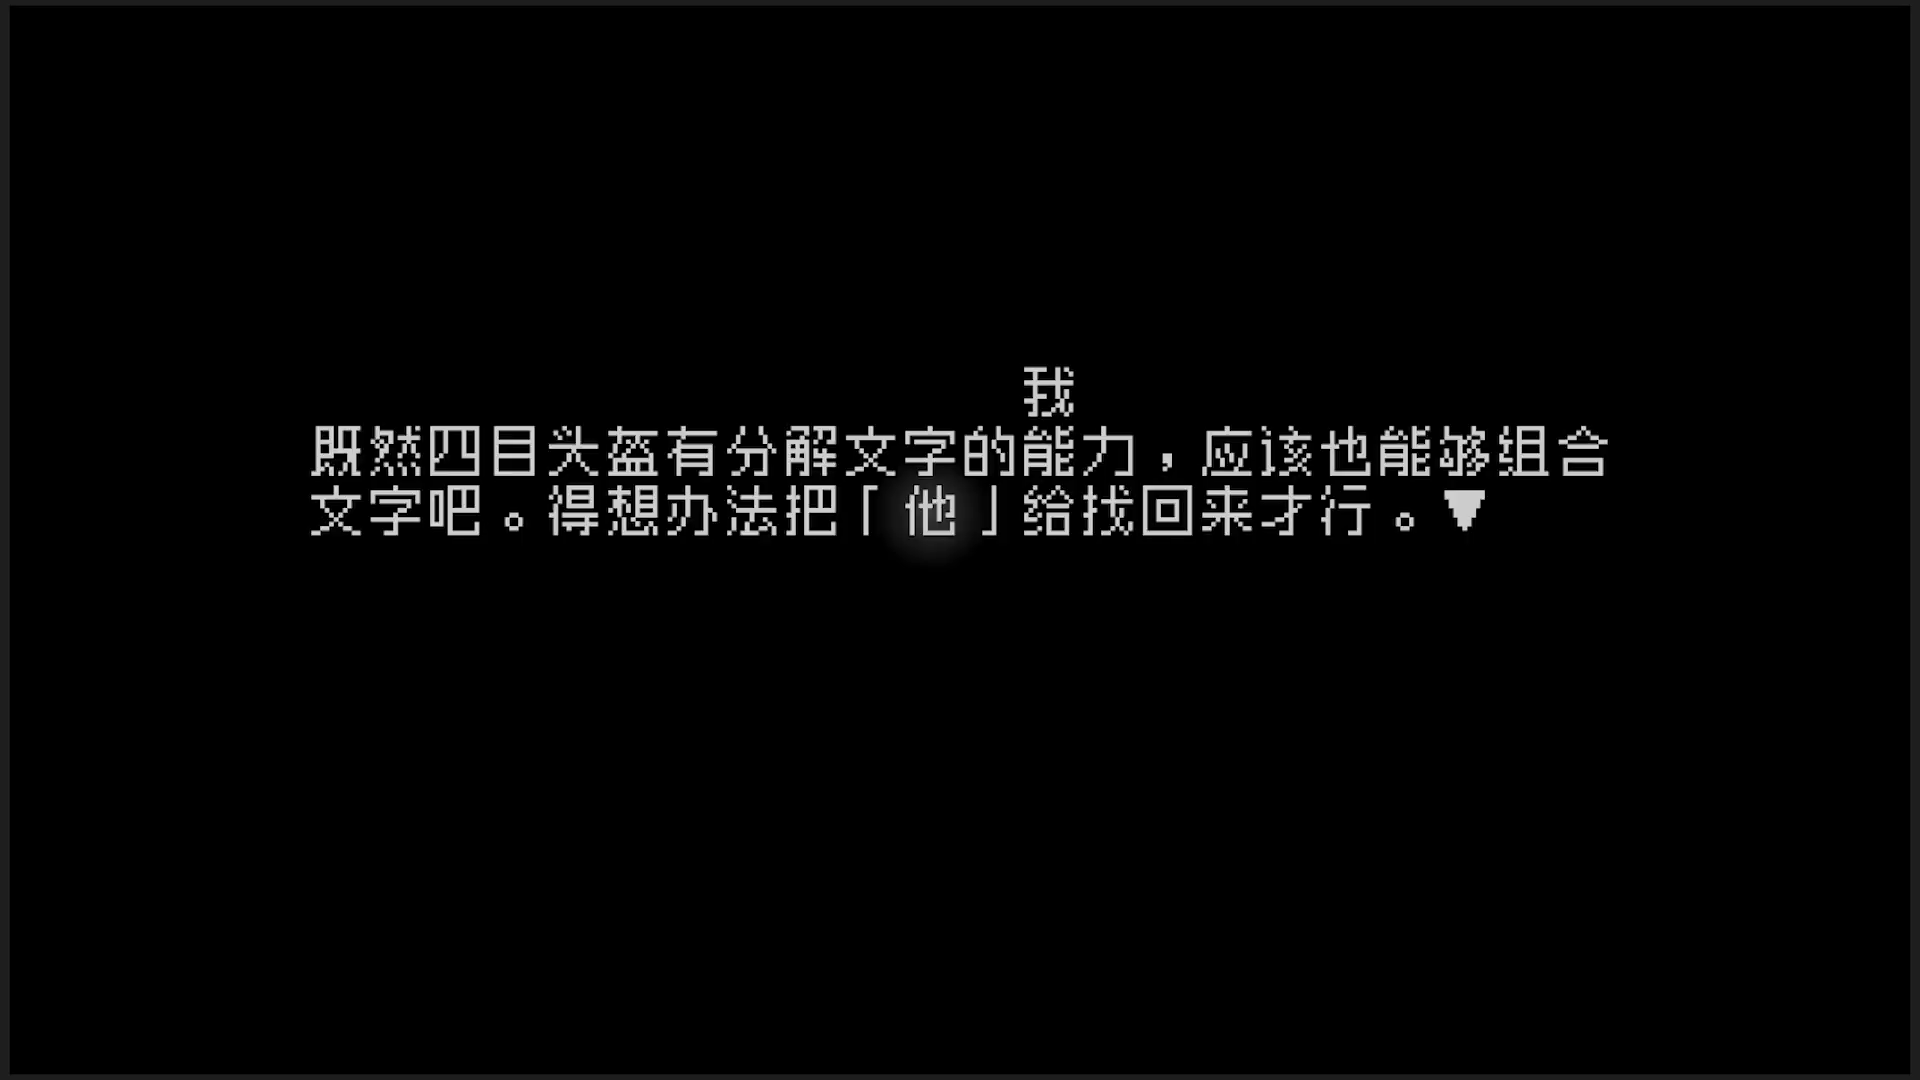 我
既然四目头盔有分解文字的能力，应该也能够组合
文字吧。得想办法把「他」给找回来才行。▼